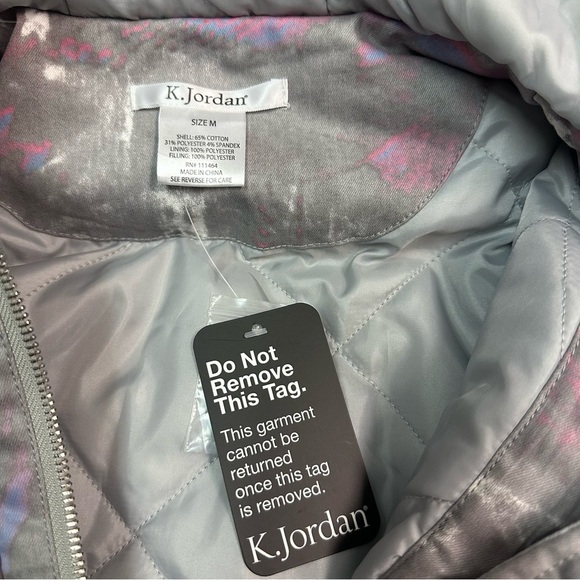 K.Jordan®
SIZE M
SHELL: 65% COTTON
31% POLYESTER 4% SPANDEX
LINING: 100% POLYESTER
FILLING: 100% POLYESTER
RN# 111464
MADE IN CHINA
SEE REVERSE FOR CARE
Do Not
Remove
This Tag.
This garment
cannot be
returned
once this tag
is removed.
K.Jordan®